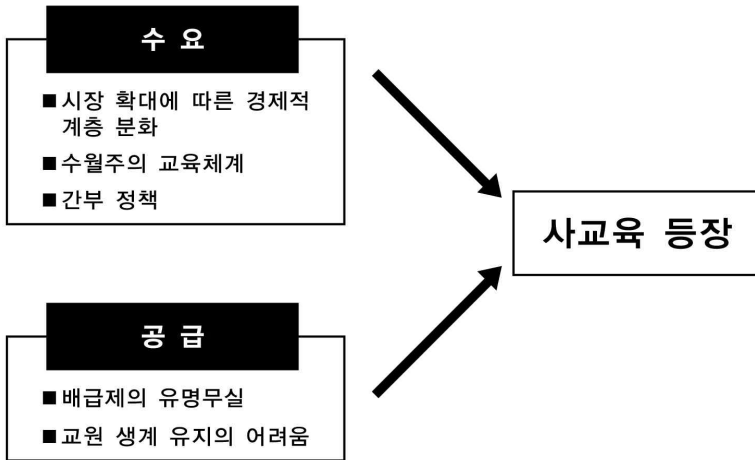 수 요
■ 시장 확대에 따른 경제적
계층 분화
■ 수월주의 교육체계
■ 간부 정책
사교육 등장
공 급
■ 배급제의 유명무실
■ 교원 생계 유지의 어려움